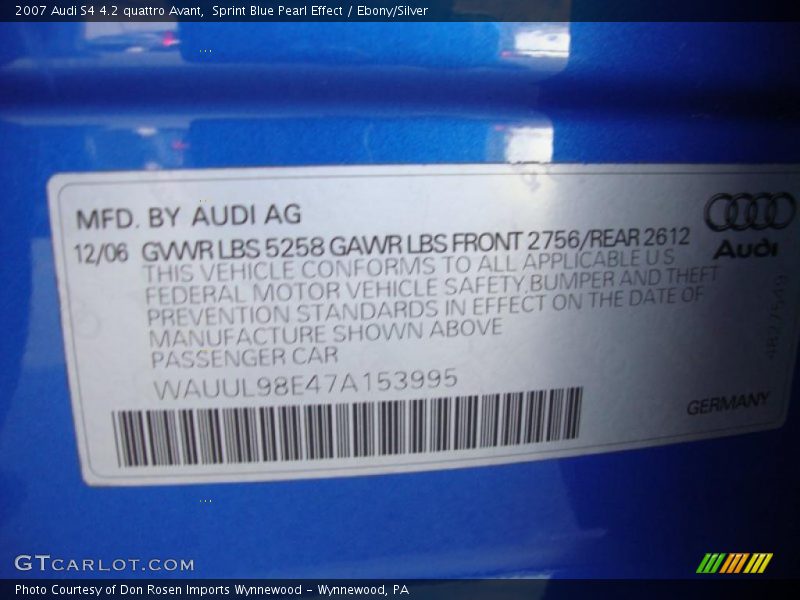 2007 Audi S4 4.2 quattro Avant,  Sprint Blue Pearl Effect / Ebony/Silver
MFD. BY AUDI AG
12/06 GVWR LBS 5258 GAWR LBS FRONT 2756/REAR 2612
THIS VEHICLE CONFORMS TO ALL APPLICABLE U S
FEDERAL MOTOR VEHICLE SAFETY,BUMPER AND THEFT
PREVENTION STANDARDS IN EFFECT ON THE DATE OF
MANUFACTURE SHOWN ABOVE
PASSENGER CAR
WAUUL98E47A153995
Audi
GERMANY
GTCARLOT.COM
Photo Courtesy of Don Rosen Imports Wynnewood - Wynnewood, PA